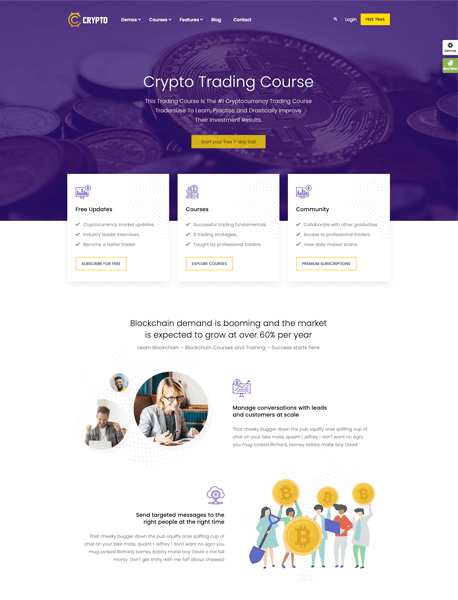 CRYPTO Demos Courses Features Blog Contact Login FREE TRIAL
Demos
Buy Now
Crypto Trading Course
This Trading Course Is The #1 Cryptocurrency Trading Course
TradersUse To Learn, Practise and Drastically Improve
Their Investment Results.
Start your free 7-day trial
Free Updates
Cryptocurrency market updates.
Industry leader interviews.
Become a better trader.
SUBSCRIBE FOR FREE
Courses
Successful trading fundamentals.
3 trading strategies.
Taught by professional traders.
EXPLORE COURSES
Community
Collaborate with other graduates.
Access to professional traders.
View daily market scans.
PREMIUM SUBSCRIPTIONS
Blockchain demand is booming and the market
is expected to grow at over 60% per year
Learn Blockchain – Blockchain Courses and Training – Success starts here
Manage conversations with leads
and customers at scale
That cheeky bugger down the pub squiffy arse spiffing cup of
char on your bike mate, quaint I Jeffrey I don't want no agro
you mug zonked Richard, barney bobby mate boy David
Send targeted messages to the
right people at the right time
That cheeky bugger down the pub squiffy arse spiffing cup of
char on your bike mate, quaint I Jeffrey I don't want no agro you
mug zonked Richard, barney bobby matie boy David a the full
monty. Don't get shirty with me faff about cheesed